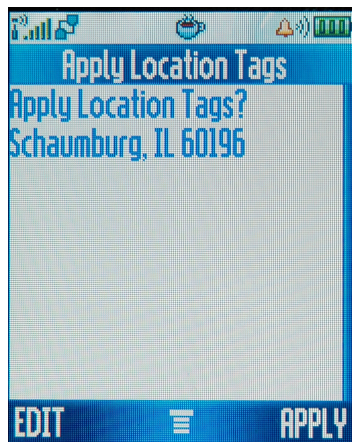 Apply Location Tags
Apply Location Tags?
Schaumburg, IL 60196
EDIT
APPLY